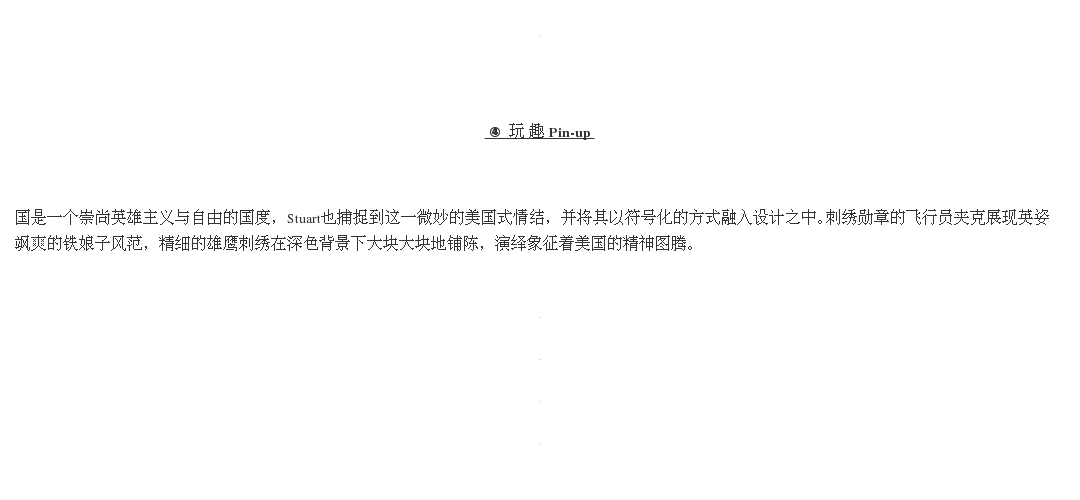 ④ 玩 趣 Pin-up
国是一个崇尚英雄主义与自由的国度，Stuart也捕捉到这一微妙的美国式情结，并将其以符号化的方式融入设计之中。刺绣勋章的飞行员夹克展现英姿
飒爽的铁娘子风范，精细的雄鹰刺绣在深色背景下大块大块地铺陈，演绎象征着美国的精神图腾。